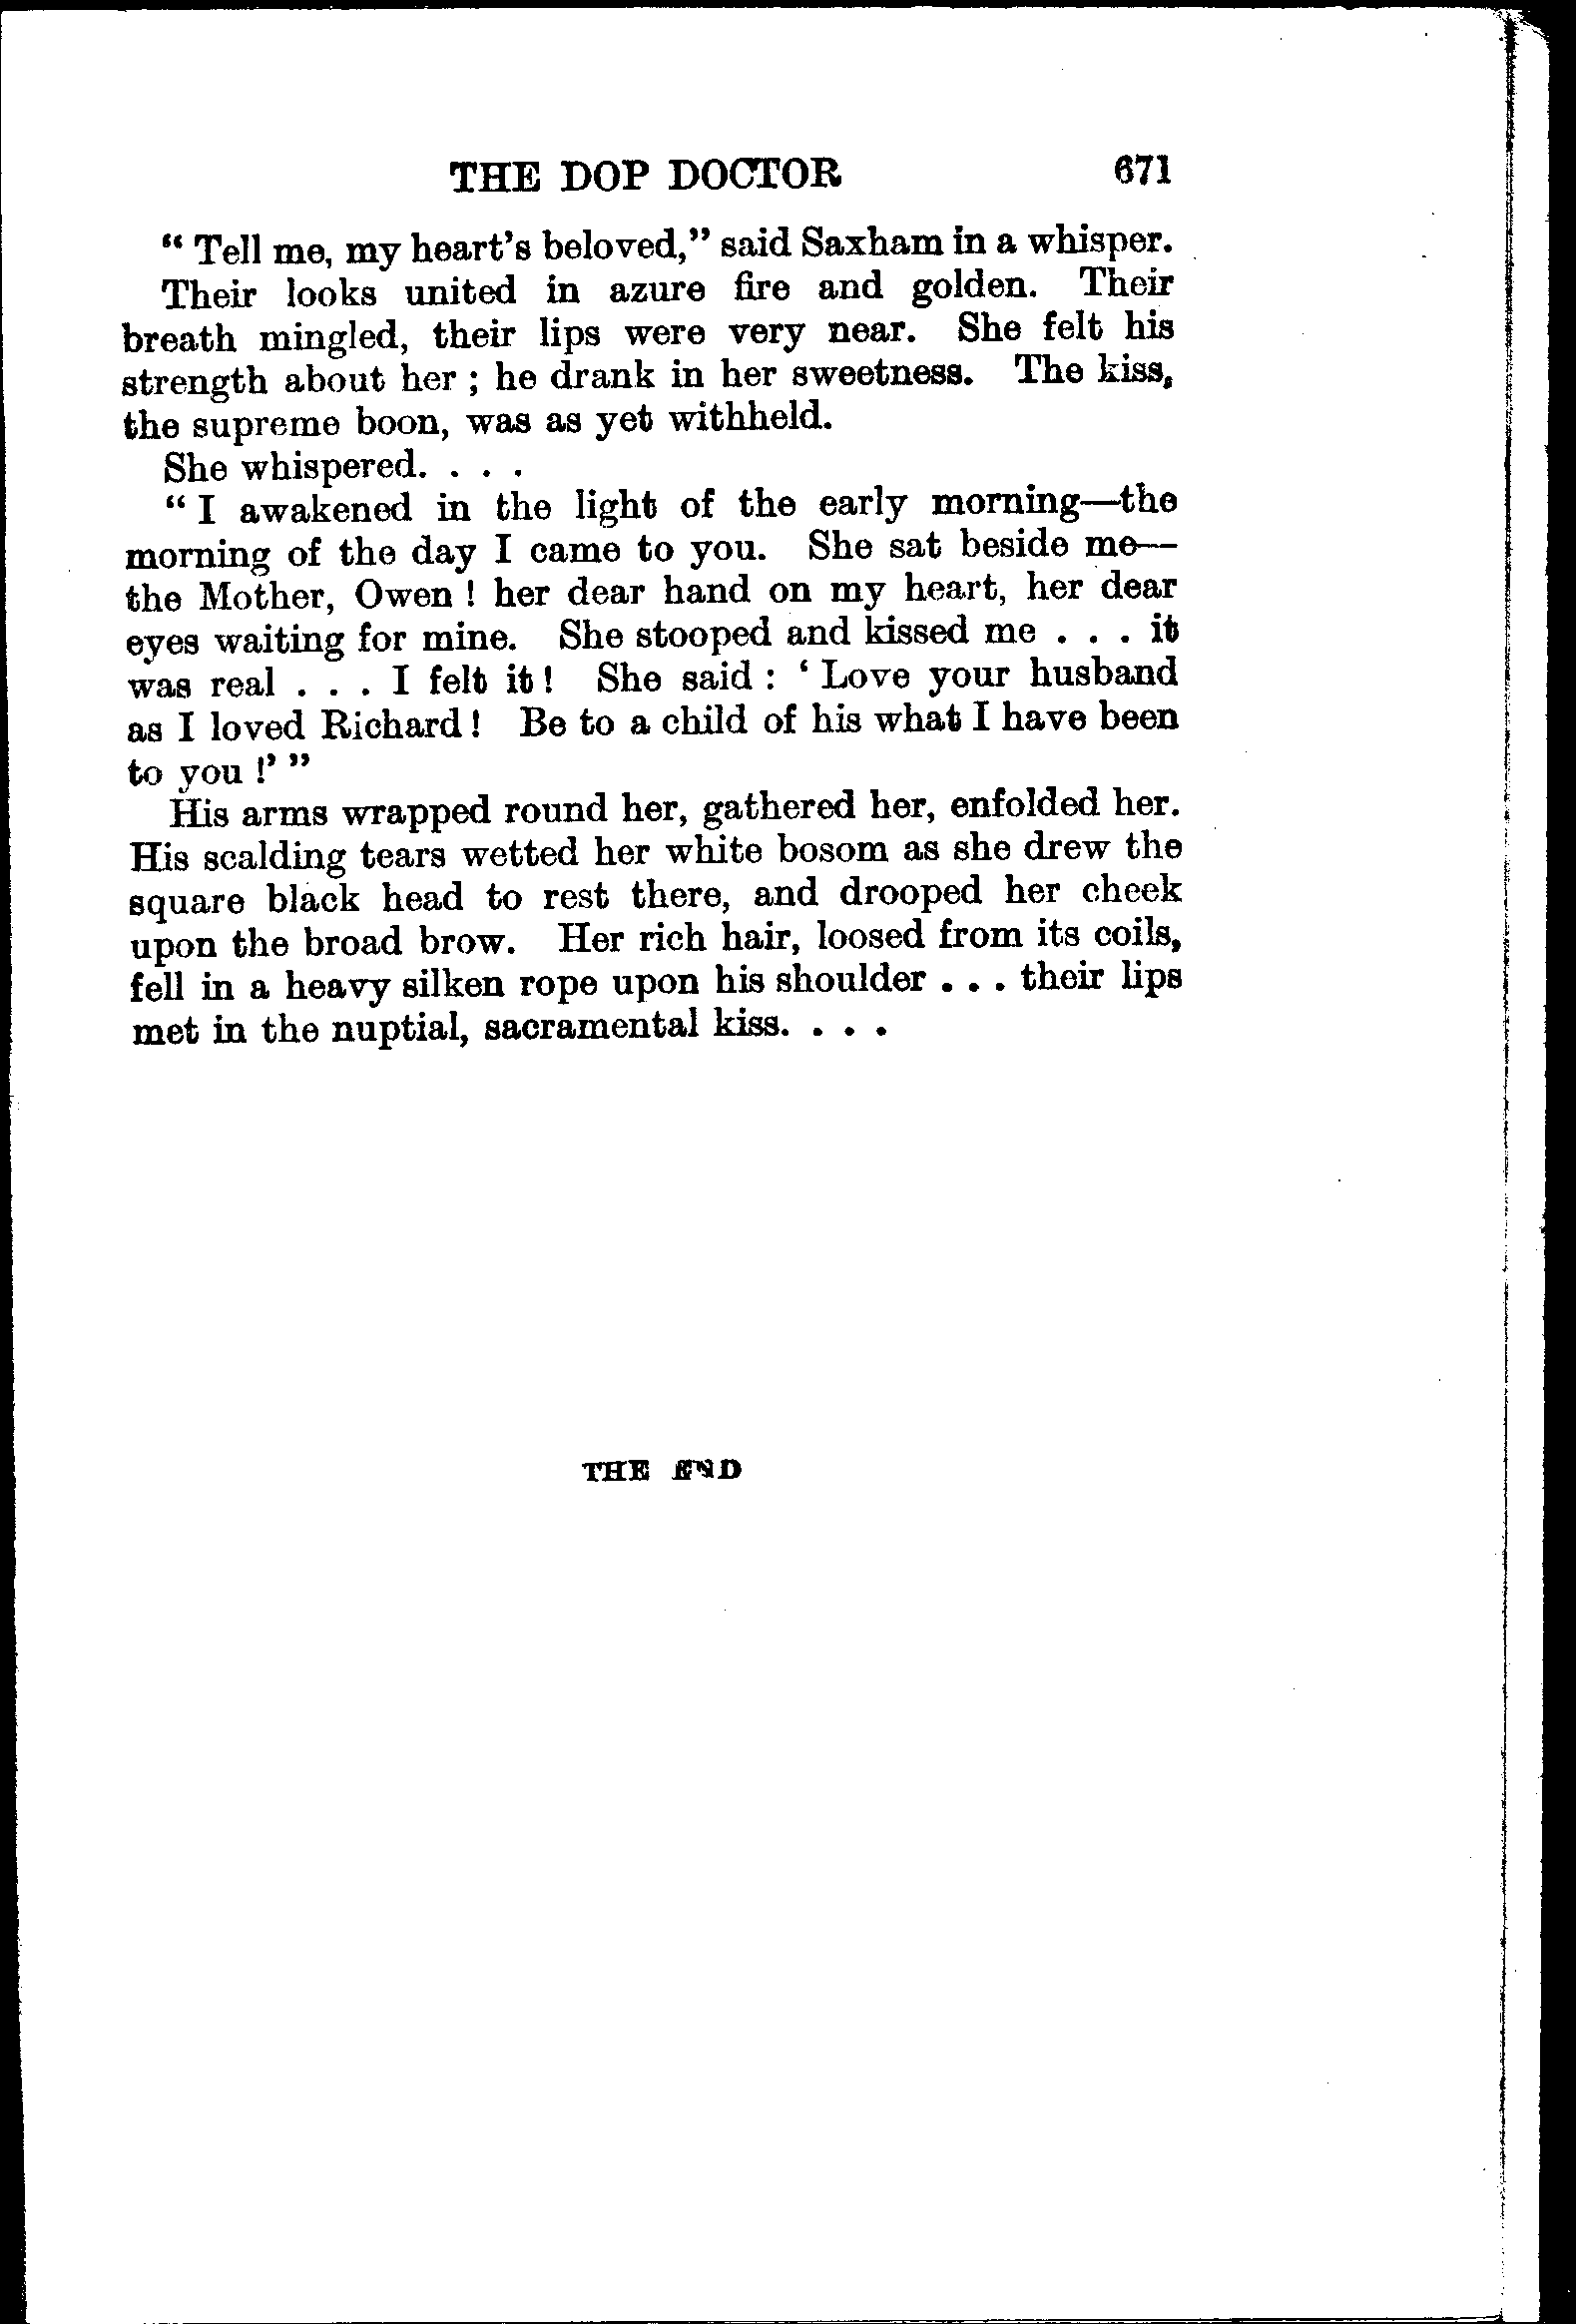 THE DOP DOCTOR 671
“ Tell me, my heart’s beloved,” said Saxham in a whisper.
Their looks united in azure fire and golden. Their
breath mingled, their lips were very near. She felt his
strength about her ; he drank in her sweetness. The kiss,
the supreme boon, was as yet withheld.
She whispered. . . .
“ I awakened in the light of the early morning—the
morning of the day I came to you. She sat beside me—
the Mother, Owen ! her dear hand on my heart, her dear
eyes waiting for mine. She stooped and kissed me . . . it
was real . . . I felt it ! She said : ‘ Love your husband
as I loved Richard ! Be to a child of his what I have been
to you !’ ”
His arms wrapped round her, gathered her, enfolded her.
His scalding tears wetted her white bosom as she drew the
square black head to rest there, and drooped her cheek
upon the broad brow. Her rich hair, loosed from its coils,
fell in a heavy silken rope upon his shoulder . . . their lips
met in the nuptial, sacramental kiss. . . .
THE END